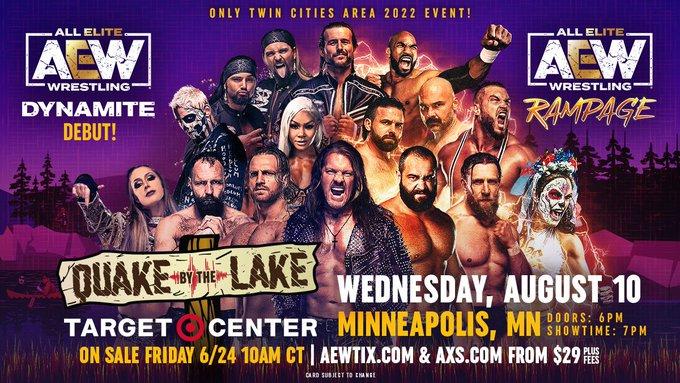 ONLY TWIN CITIES AREA 2022 EVENT!
ALL ELITE
AEW
WRESTLING
DYNAMITE
DEBUT!
ALL ELITE
AEW
WRESTLING
RAMPAGE
QUAKE BY THE LAKE
TARGET CENTER
WEDNESDAY, AUGUST 10
MINNEAPOLIS, MN
DOORS: 6PM
SHOWTIME: 7PM
ON SALE FRIDAY 6/24 10AM CT | AEWTIX.COM & AXS.COM FROM $29 PLUS FEES
CARD SUBJECT TO CHANGE